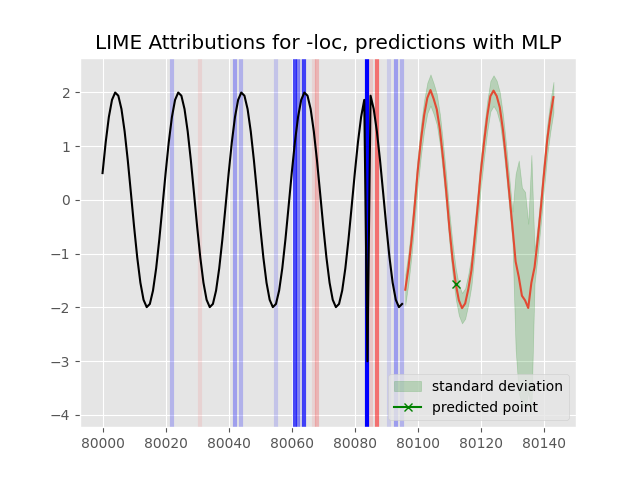 LIME Attributions for -loc, predictions with MLP
2
1
0
−1
−2
−3
−4
standard deviation
predicted point
80000 80020 80040 80060 80080 80100 80120 80140